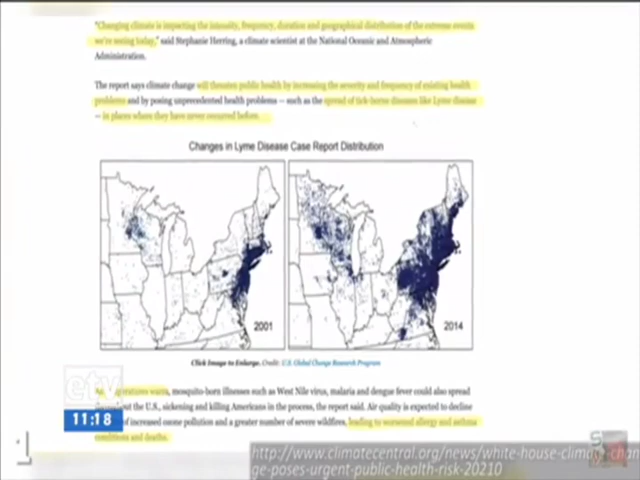 "Changing climate is impacting the intensity, frequency, duration and geographical distribution of the extreme events
we're seeing today," said Stephanie Herring, a climate scientist at the National Oceanic and Atmospheric
Administration.
The report says climate change will threaten public health by increasing the severity and frequency of existing health
problems and by posing unprecedented health problems — such as the spread of tick-borne diseases like Lyme disease
— in places where they have never occurred before.
Changes in Lyme Disease Case Report Distribution
2001
2014
Click Image to Enlarge. Credit: U.S. Global Change Research Program
warm, mosquito-born illnesses such as West Nile virus, malaria and dengue fever could also spread
the U.S., sickening and killing Americans in the process, the report said. Air quality is expected to decline
of increased ozone pollution and a greater number of severe wildfires, leading to worsened allergy and asthma
conditions and deaths.
etv
11:18
http://www.climatecentral.org/news/white-house-climate-chan
ge-poses-urgent-public-health-risk-20210